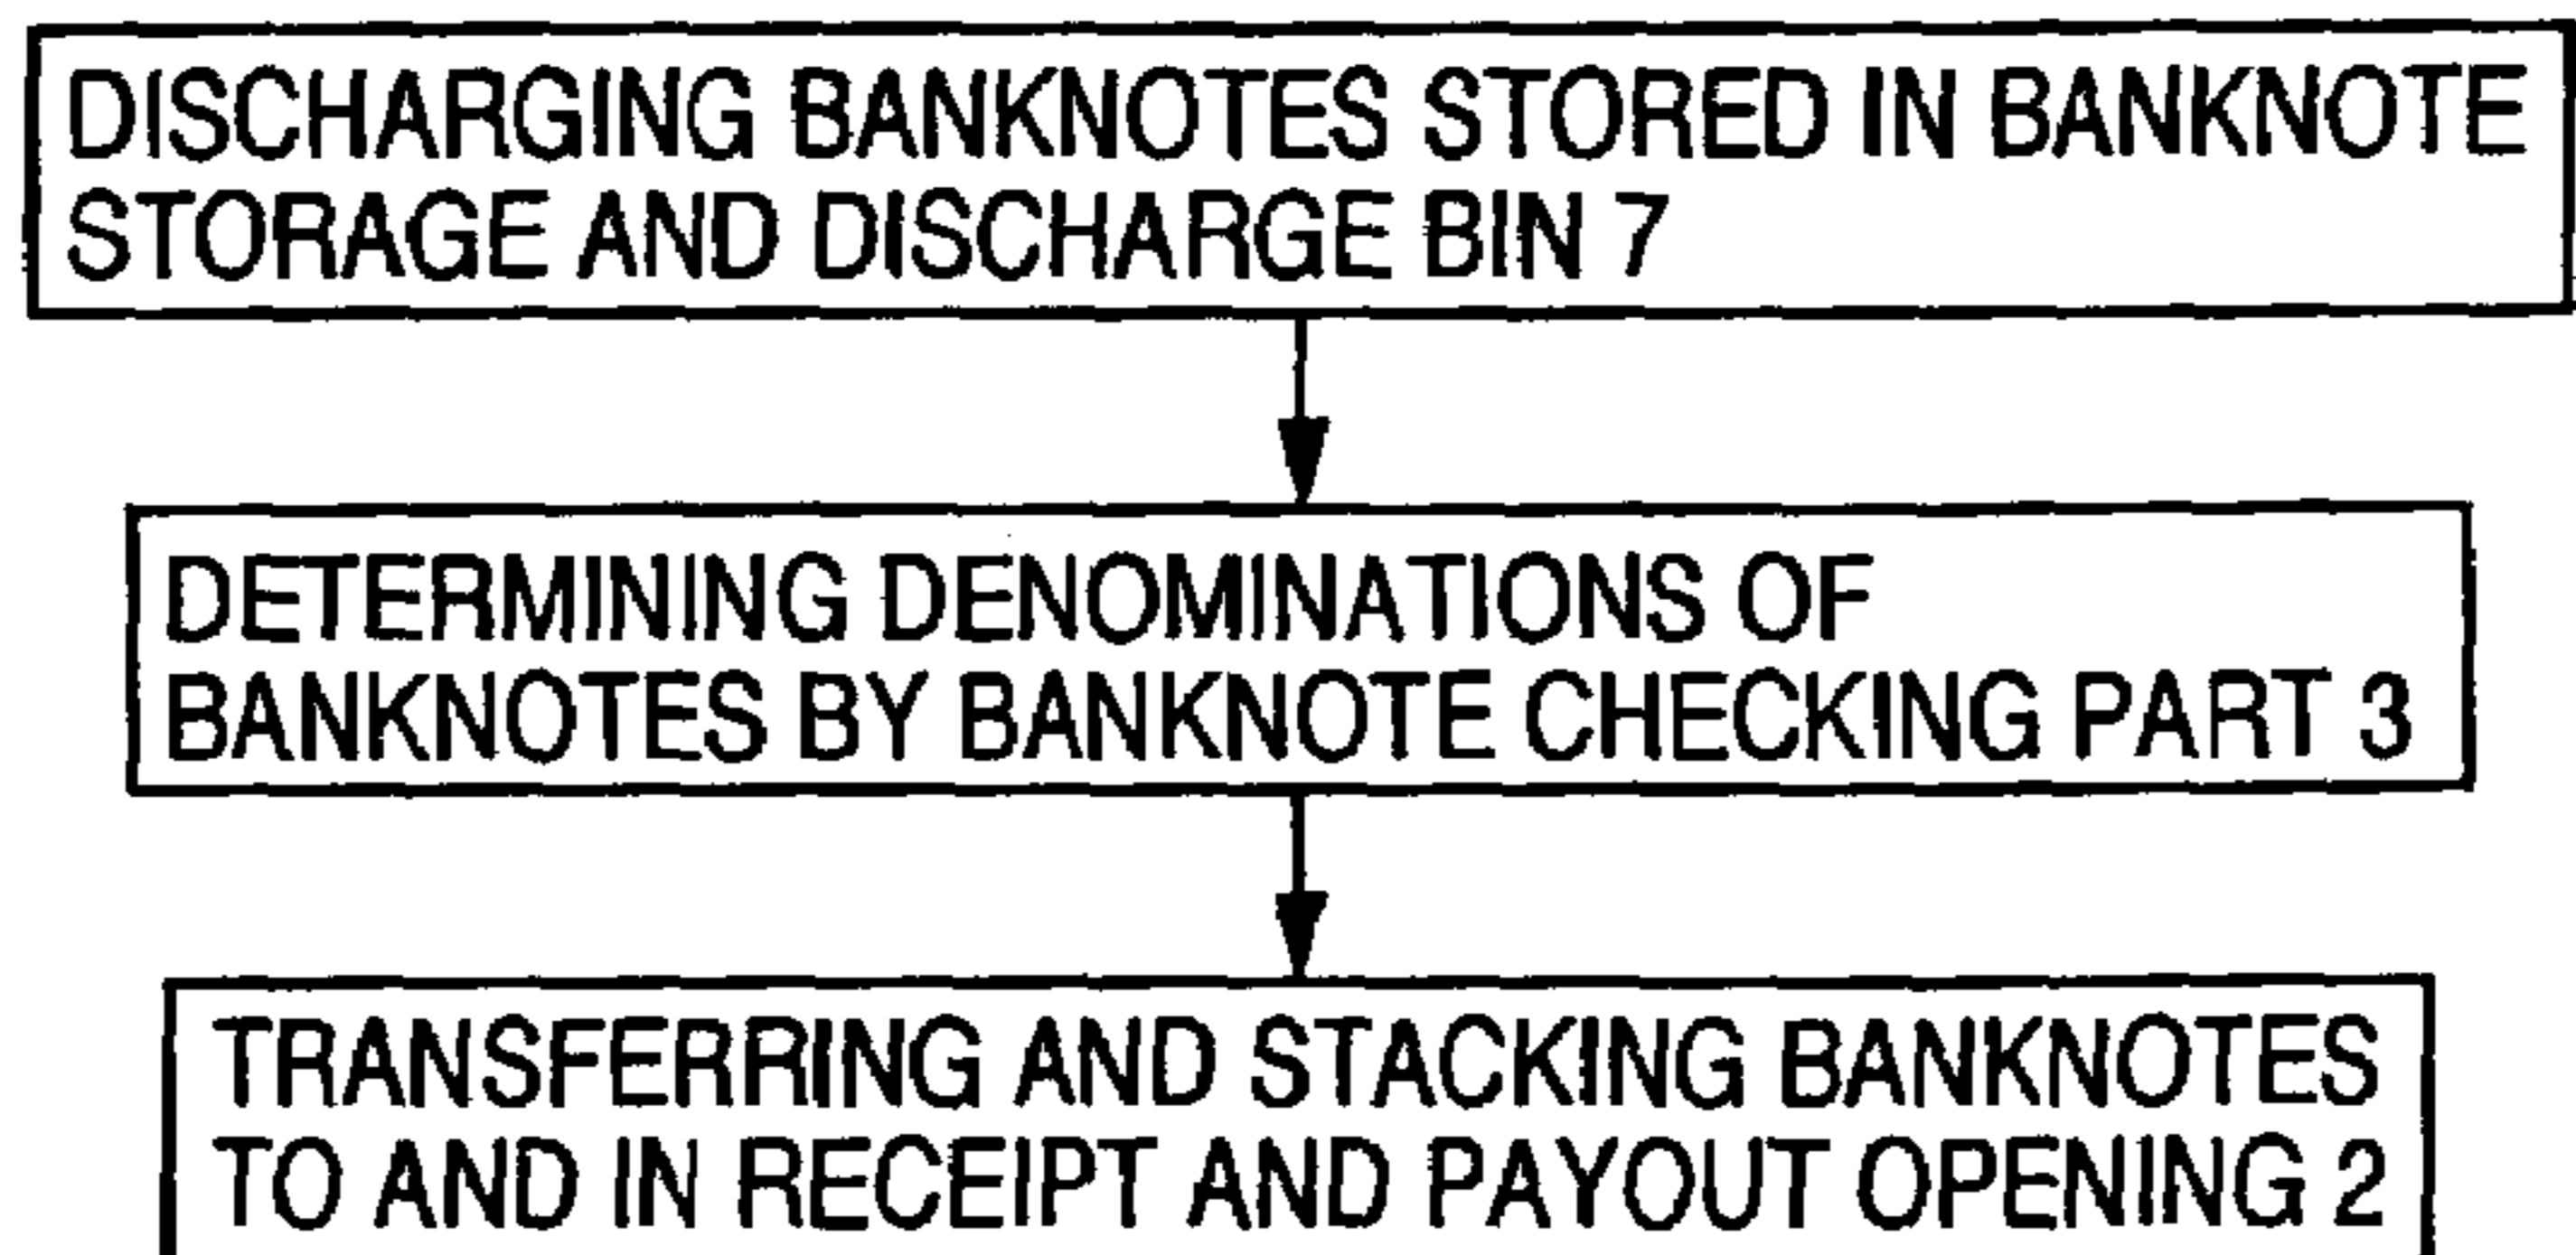 DISCHARGING BANKNOTES STORED IN BANKNOTE
STORAGE AND DISCHARGE BIN 7
DETERMINING DENOMINATIONS OF
BANKNOTES BY BANKNOTE CHECKING PART 3
TRANSFERRING AND STACKING BANKNOTES
TO AND IN RECEIPT AND PAYOUT OPENING 2